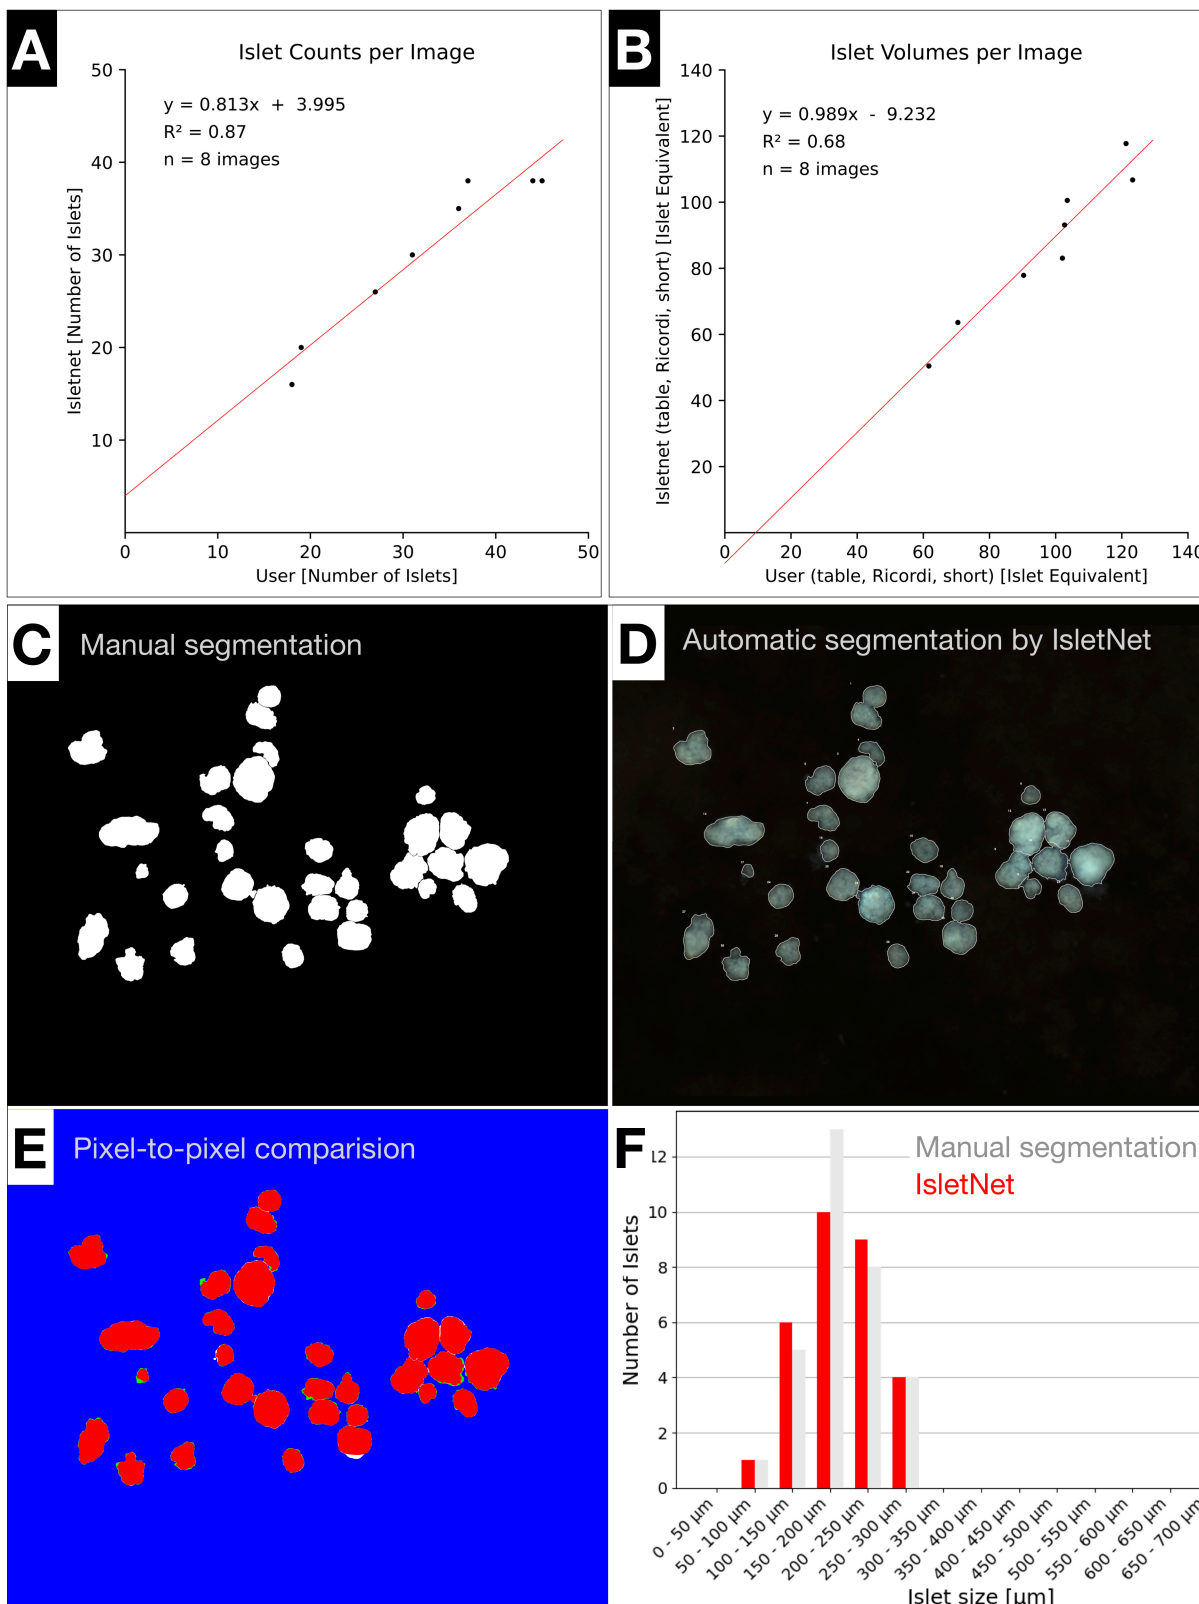 A
Islet Counts per Image
y = 0.813x + 3.995
R² = 0.87
n = 8 images
50
40
30
20
10
0 10 20 30 40 50
Isletnet [Number of Islets]
User [Number of Islets]
B
Islet Volumes per Image
y = 0.989x - 9.232
R² = 0.68
n = 8 images
140
120
100
80
60
40
20
0 20 40 60 80 100 120 140
Isletnet (table, Ricordi, short) [Islet Equivalent]
User (table, Ricordi, short) [Islet Equivalent]
C
Manual segmentation
D
Automatic segmentation by IsletNet
E
Pixel-to-pixel comparision
F
Manual segmentation
IsletNet
12
10
8
6
4
2
0
Number of Islets
0 - 50 µm
50 - 100 µm
100 - 150 µm
150 - 200 µm
200 - 250 µm
250 - 300 µm
300 - 350 µm
350 - 400 µm
400 - 450 µm
450 - 500 µm
500 - 550 µm
550 - 600 µm
600 - 650 µm
650 - 700 µm
Islet size [µm]